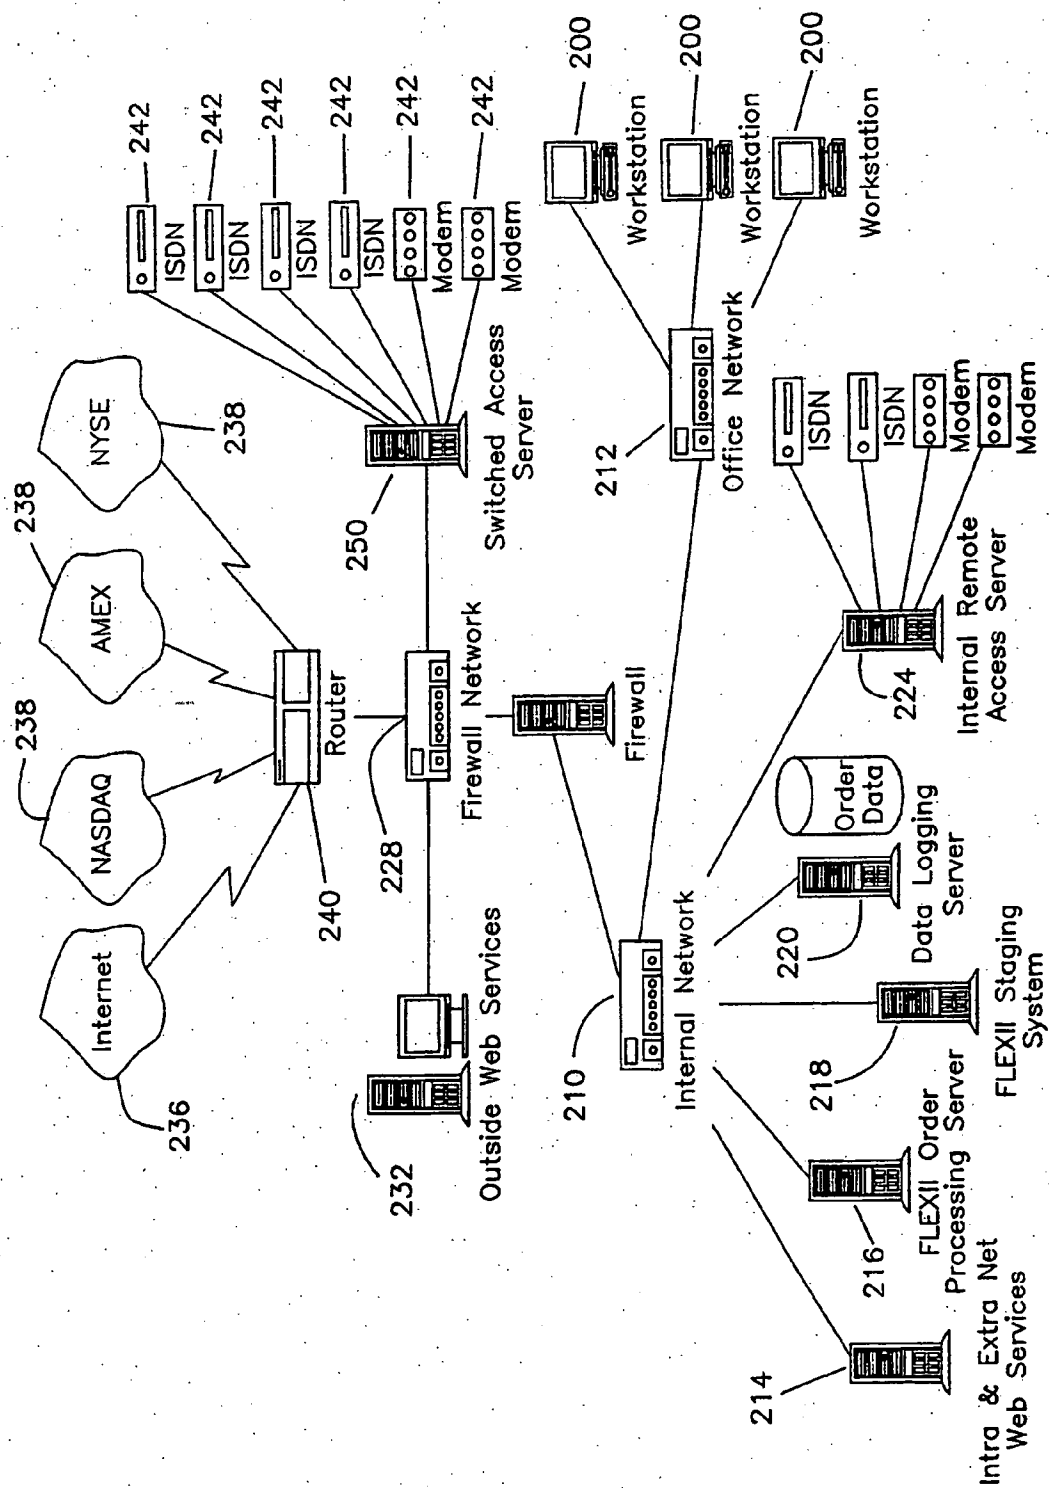 Internet
236
NASDAQ
238
AMEX
238
NYSE
238
240
Router
242
ISDN
242
ISDN
242
ISDN
242
ISDN
242
Modem
242
Modem
250
Switched Access
Server
228
Firewall Network
232
Outside Web Services
Firewall
200
Workstation
200
Workstation
200
Workstation
212
Office Network
210
Internal Network
214
Intra & Extra Net
Web Services
216
FLEXII Order
Processing Server
218
FLEXII Staging
System
220
Data Logging
Server
Order
Data
224
Internal Remote
Access Server
ISDN
ISDN
Modem
Modem